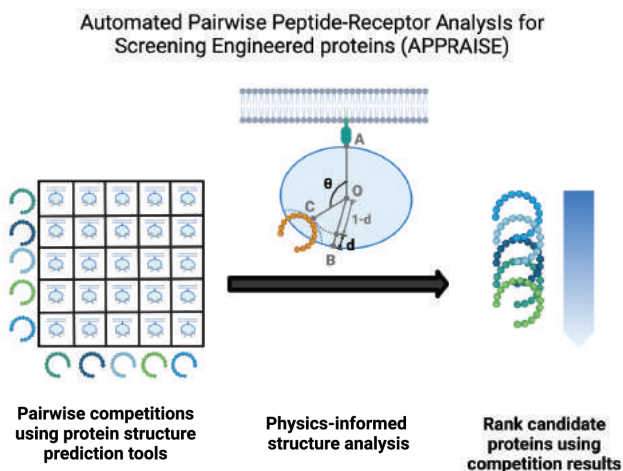 Automated Pairwise Peptide-Receptor Analysis for
Screening Engineered proteins (APPRAISE)
A
θ
O
C
1-d
d
B
Pairwise competitions
using protein structure
prediction tools
Physics-informed
structure analysis
Rank candidate
proteins using
competition results